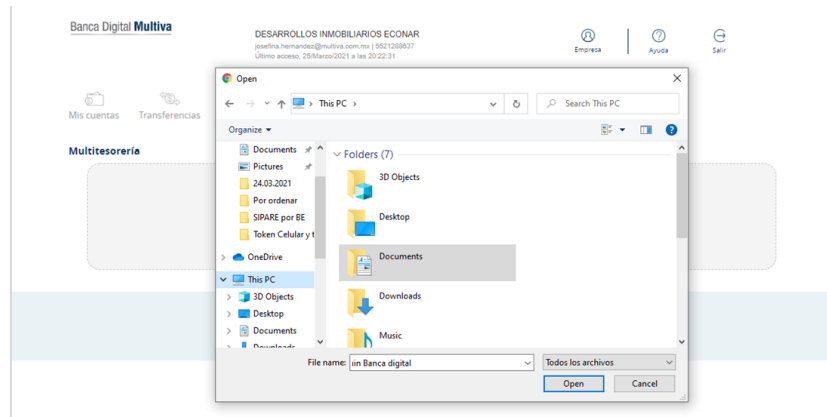 Banca Digital Multiva
DESARROLLOS INMOBILIARIOS ECONAR
josefina.hernandez@multiva.com.mx | 5521288837
Último acceso, 25/Marzo/2021 a las 20:22:31
Empresa
Ayuda
Salir
Mis cuentas
Transferencias
Multitesorería
Open
This PC
Search This PC
Organize
Documents
Pictures
24.03.2021
Por ordenar
SIPARE por BE
Token Celular y t
OneDrive
This PC
3D Objects
Desktop
Documents
Downloads
Folders (7)
3D Objects
Desktop
Documents
Downloads
Music
File name:
iin Banca digital
Todos los archivos
Open
Cancel